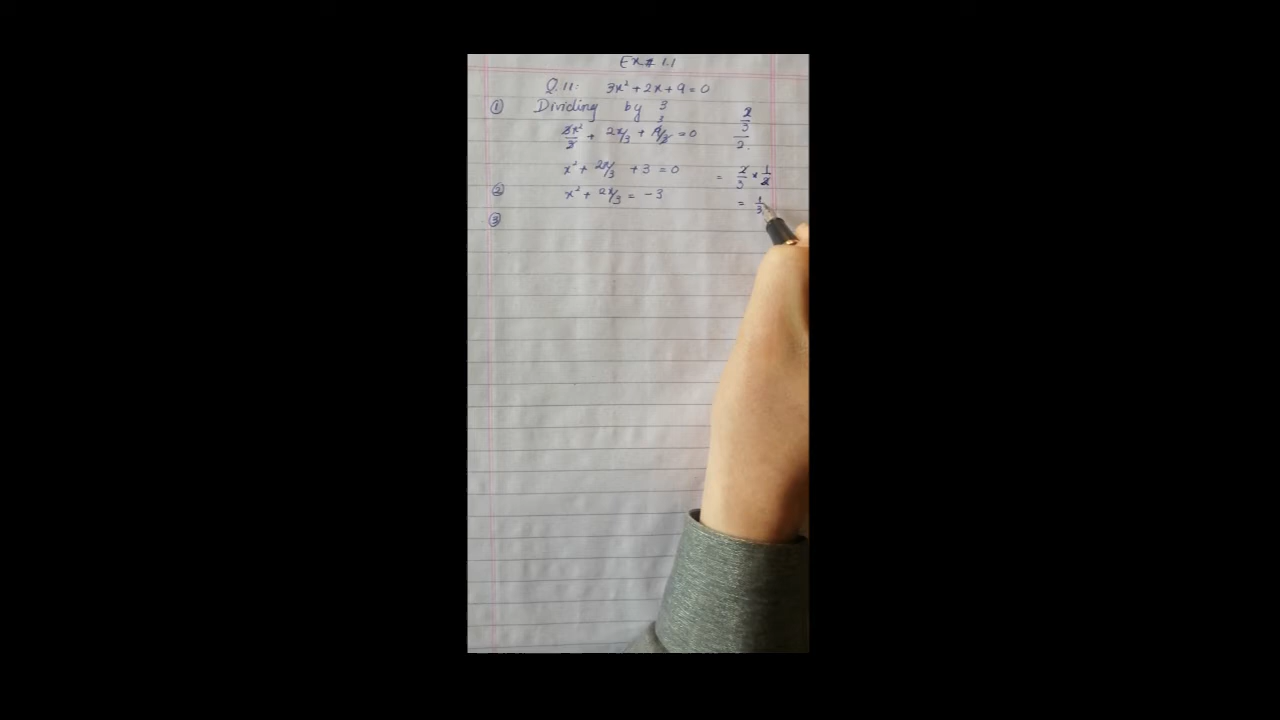 Ex# 1.1
Q.11: 3x² + 2x + 9 = 0
① Dividing by 3
3x²/3 + 2x/3 + 9/3 3 = 0
x² + 2x/3 + 3 = 0
② x² + 2x/3 = -3
③
2/3
/2
= 2/3 × 1/2
= 1/3